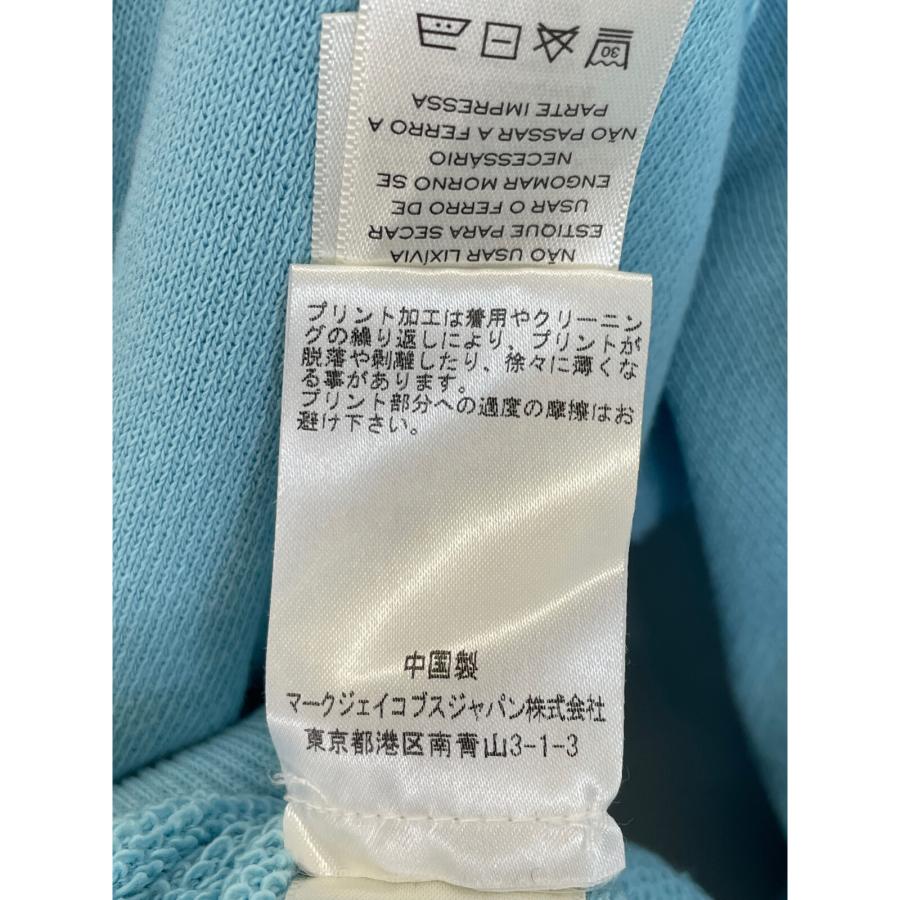 30
NÃO USAR LIXÍVIA
ESTIQUE PARA SECAR
USAR O FERRO DE
ENGOMAR MORNO SE
NECESSÁRIO
NÃO PASSAR A FERRO A
PARTE IMPRESSA
プリント加工は着用やクリーニン
グの繰り返しにより、プリントが
脱落や剥離したり、徐々に薄くな
る事があります。
プリント部分への過度の摩擦はお
避け下さい。
中国製
マークジェイコブスジャパン株式会社
東京都港区南青山3-1-3